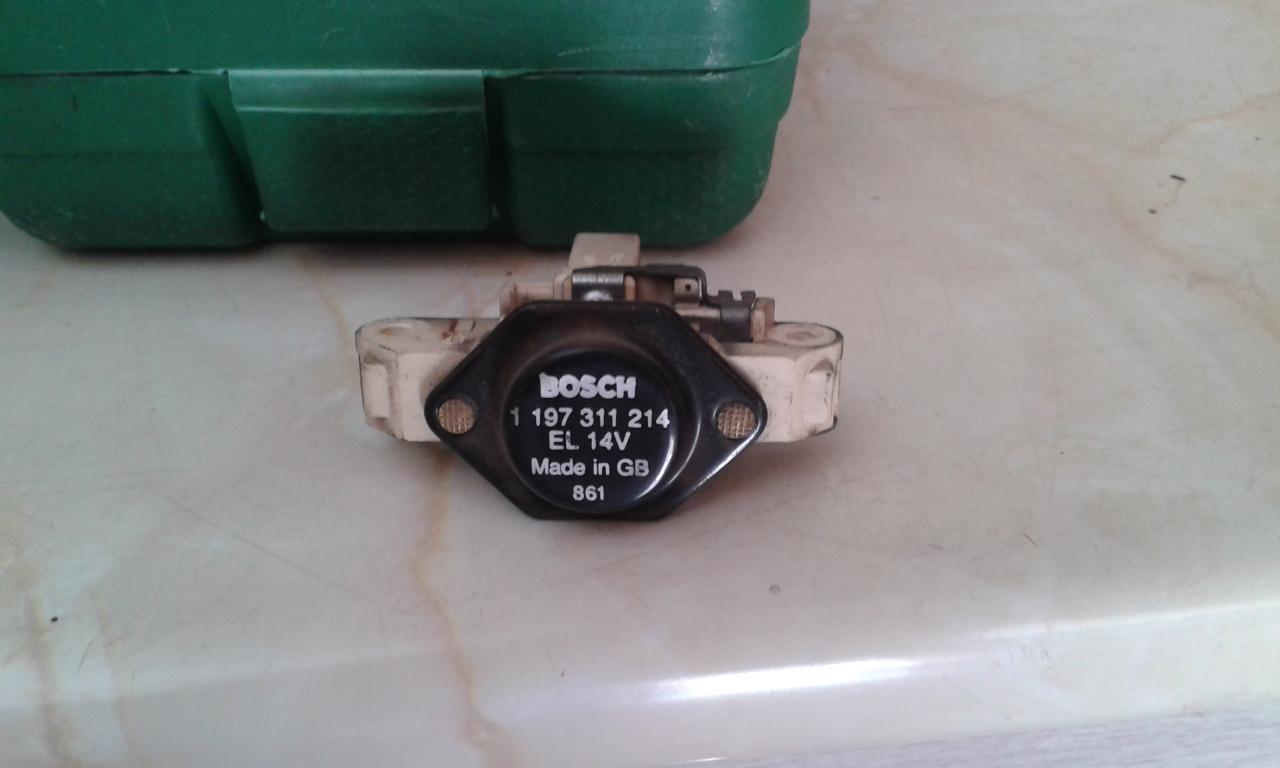 BOSCH
1 197 311 214
EL 14V
Made in GB
861